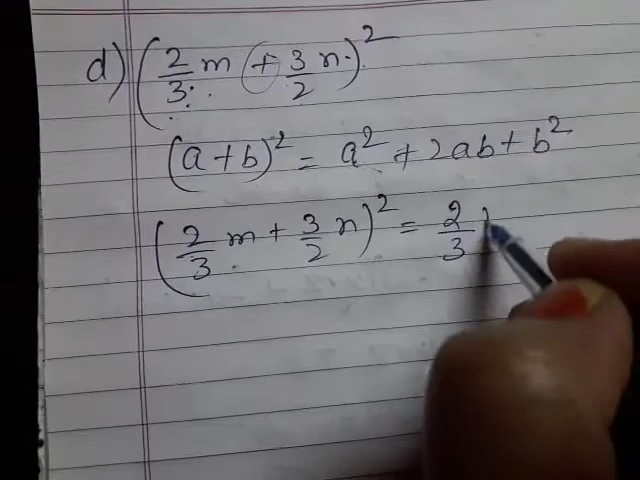 d) (2/3 m + 3/2 n)²
(a + b)² = a² + 2ab + b²
(2/3 m + 3/2 n)² = 2/3